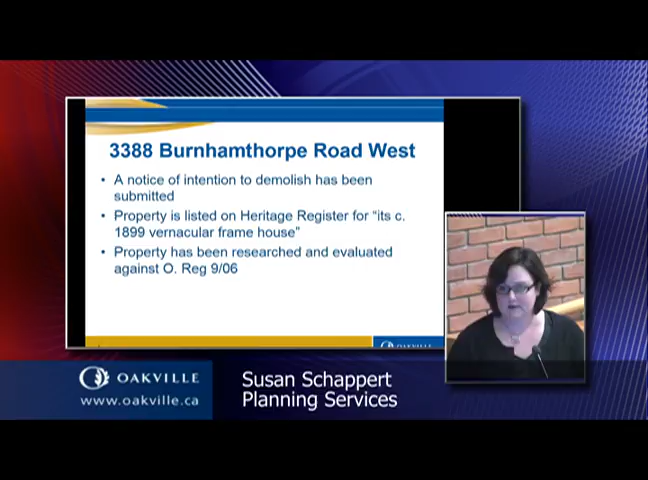 3388 Burnhamthorpe Road West
• A notice of intention to demolish has been
submitted
• Property is listed on Heritage Register for “its c.
1899 vernacular frame house”
• Property has been researched and evaluated
against O. Reg 9/06
OAKVILLE
OAKVILLE
www.oakville.ca
Susan Schappert
Planning Services